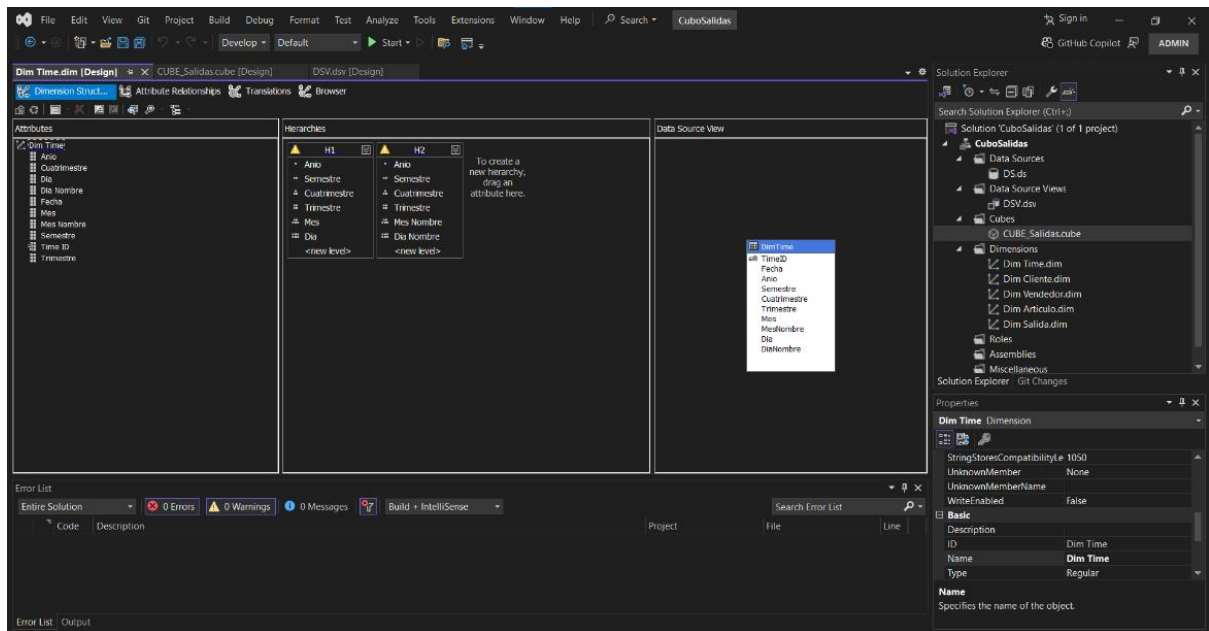 File Edit View Git Project Build Debug Format Test Analyze Tools Extensions Window Help Search CuboSalidas Sign in
Develop Default Start GitHub Copilot ADMIN
Dim Time.dim [Design] CUBE_Salidas.cube [Design] DSV.dsv [Design]
Dimension Struct... Attribute Relationships Translations Browser
Attributes
Dim Time
Anio
Cuatrimestre
Dia
Dia Nombre
Fecha
Mes
Mes Nombre
Semestre
Time ID
Trimestre
Hierarchies
H1
Anio
Semestre
Cuatrimestre
Trimestre
Mes
Dia
<new level>
H2
Anio
Semestre
Cuatrimestre
Trimestre
Mes Nombre
Dia Nombre
<new level>
To create a
new hierarchy,
drag an
attribute here.
Data Source View
DimTime
TimeID
Fecha
Anio
Semestre
Cuatrimestre
Trimestre
Mes
MesNombre
Dia
DiaNombre
Solution Explorer
Search Solution Explorer (Ctrl+;)
Solution 'CuboSalidas' (1 of 1 project)
CuboSalidas
Data Sources
DS.ds
Data Source Views
DSV.dsv
Cubes
CUBE_Salidas.cube
Dimensions
Dim Time.dim
Dim Cliente.dim
Dim Vendedor.dim
Dim Articulo.dim
Dim Salida.dim
Roles
Assemblies
Miscellaneous
Solution Explorer Git Changes
Properties
Dim Time Dimension
StringStoresCompatibilityLe 1050
UnknownMember None
UnknownMemberName
WriteEnabled False
Basic
Description
ID Dim Time
Name Dim Time
Type Regular
Name
Specifies the name of the object.
Error List
Entire Solution 0 Errors 0 Warnings 0 Messages Build + IntelliSense Search Error List
Code Description Project File Line
Error List Output